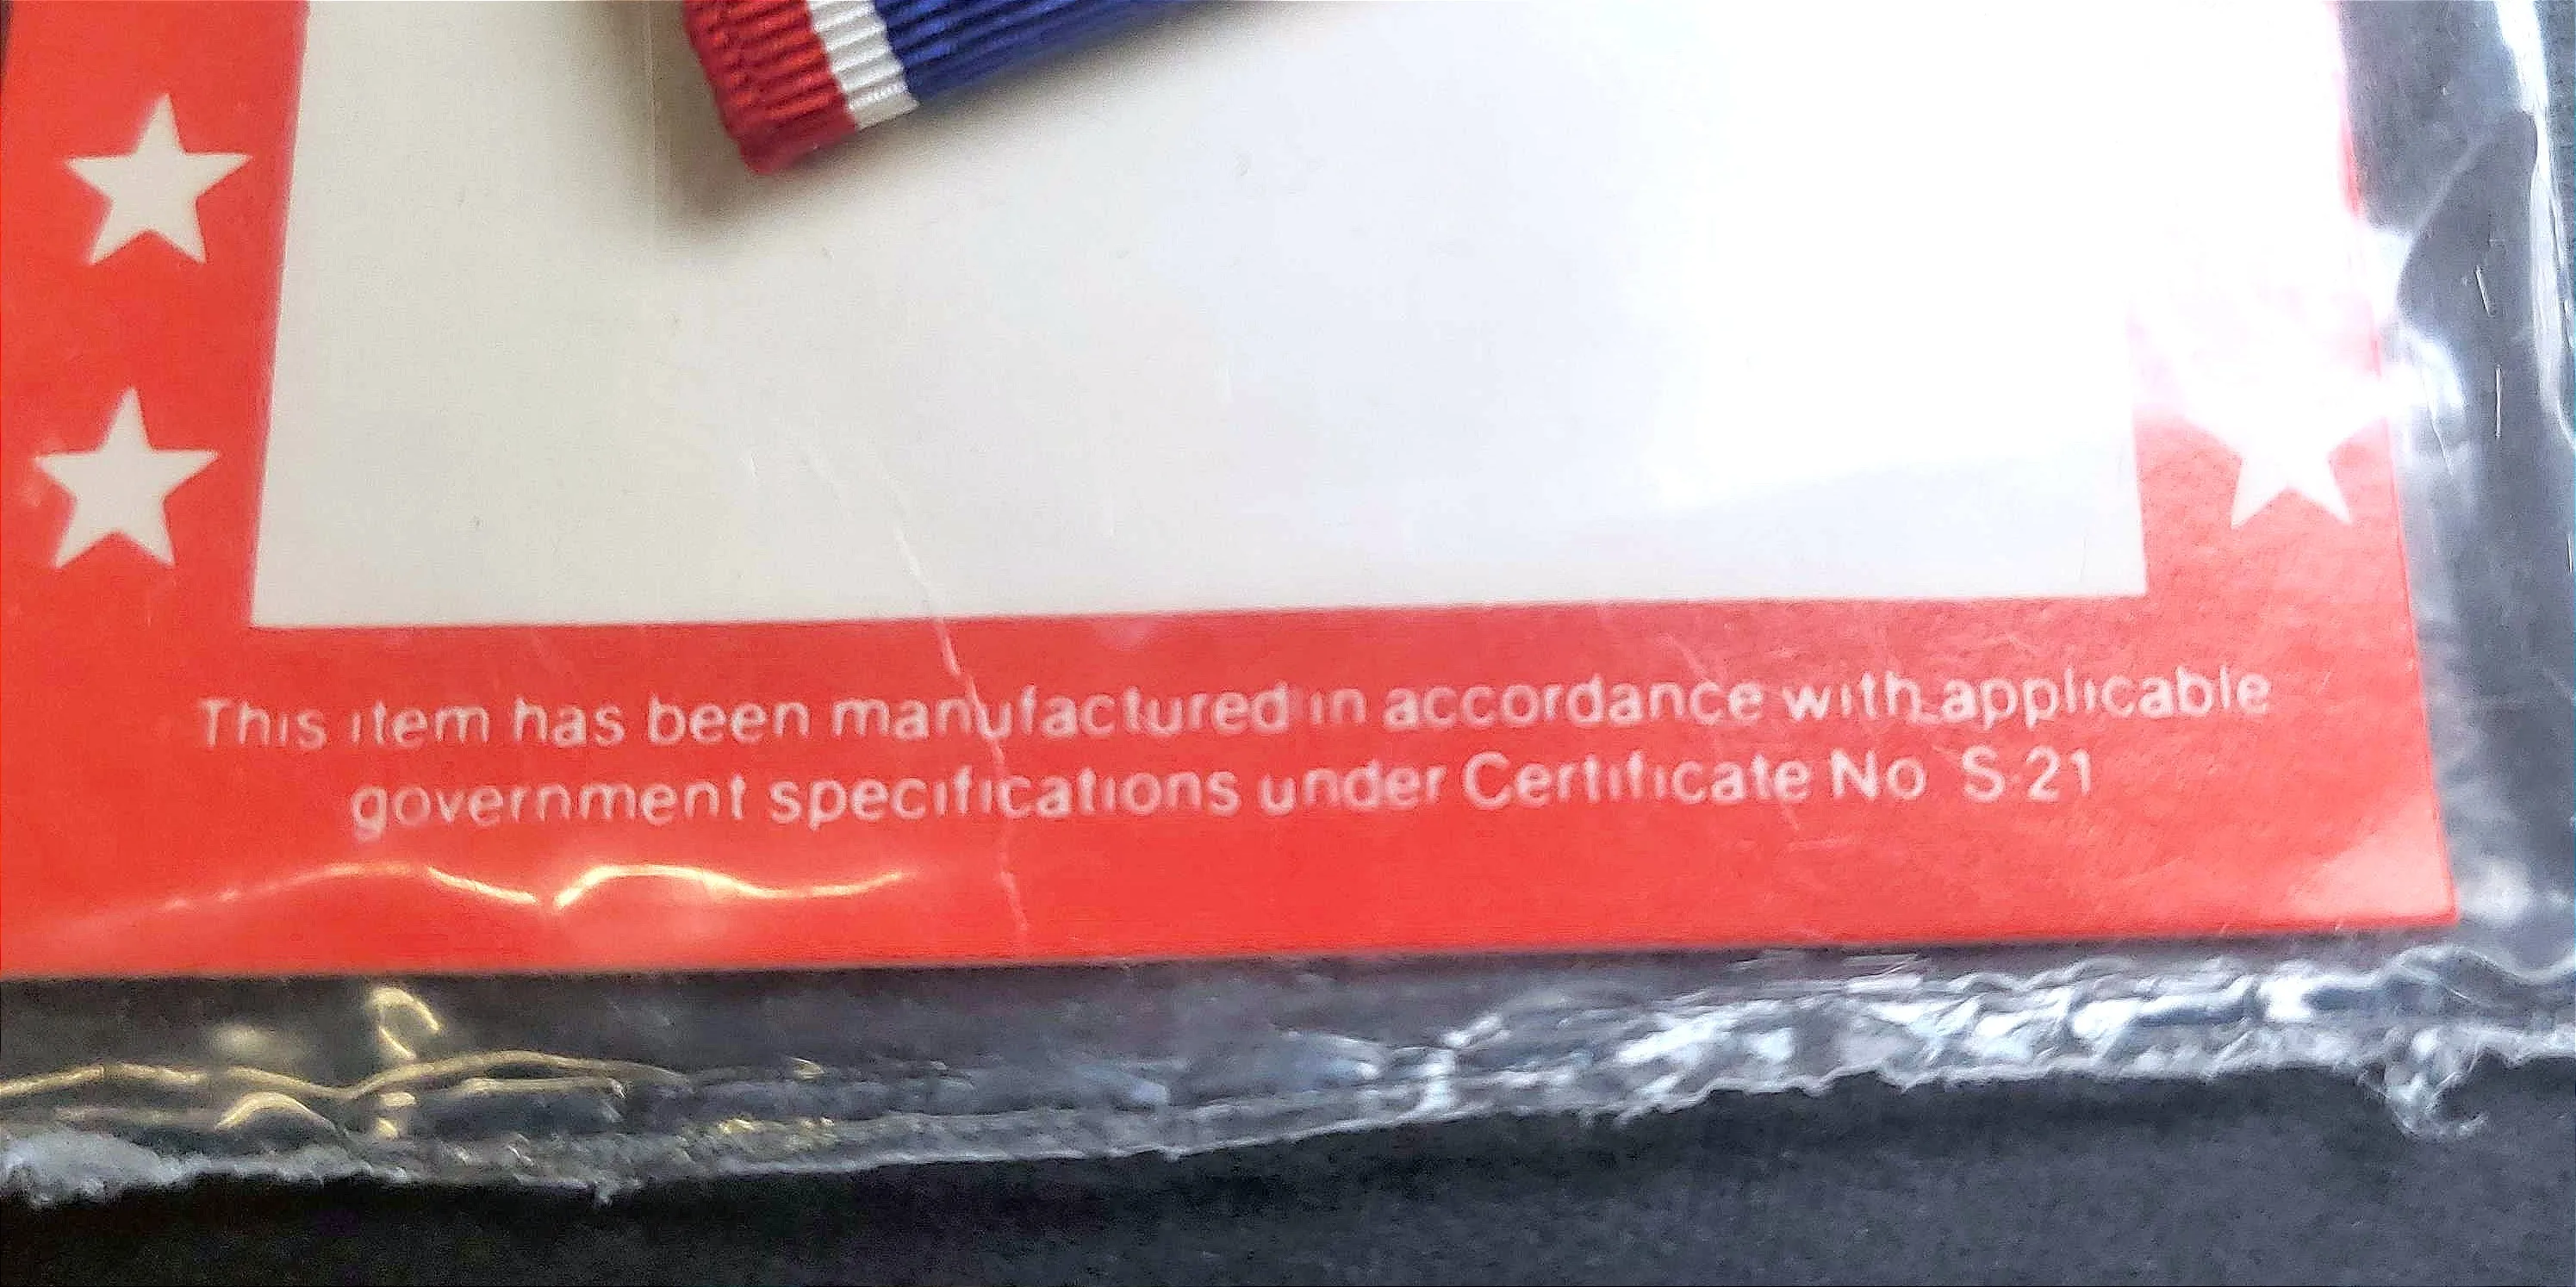 This item has been manufactured in accordance with applicable
government specifications under Certificate No S-21